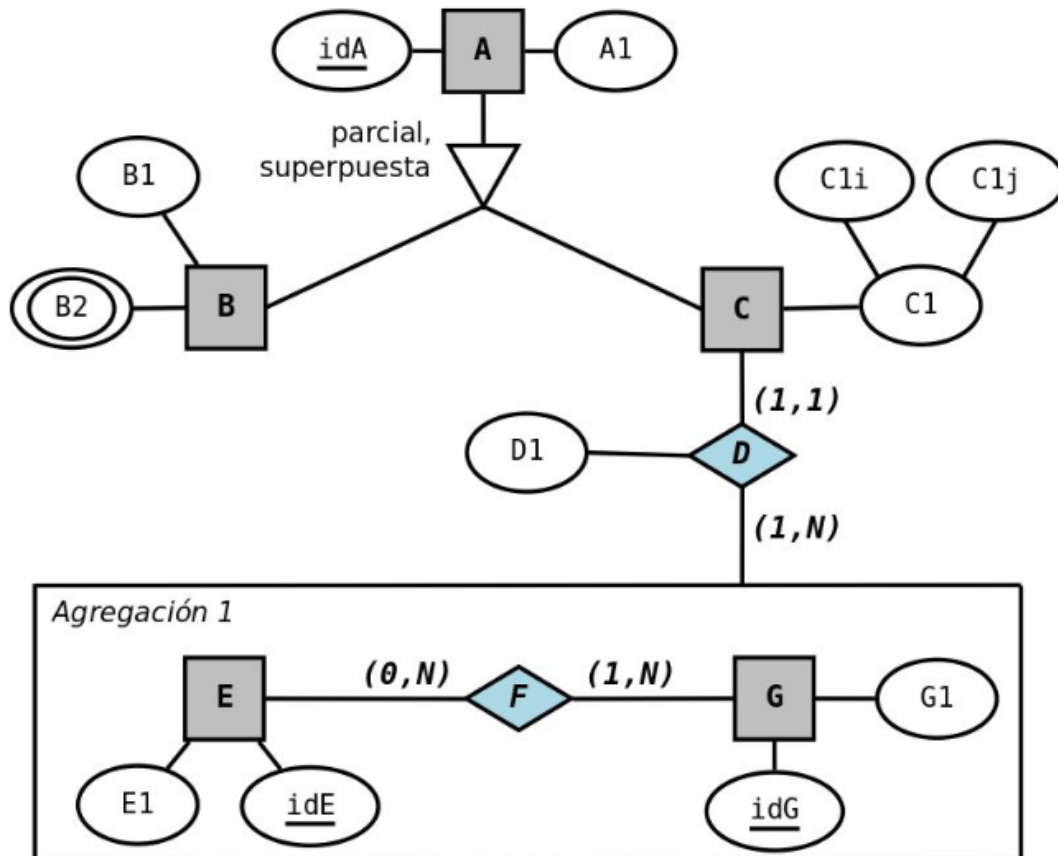 idA
A
A1
parcial,
superpuesta
B1
B2
B
C
C1i
C1j
C1
(1,1)
D1
D
(1,N)
Agregación 1
E
(0,N)
F
(1,N)
G
G1
E1
idE
idG